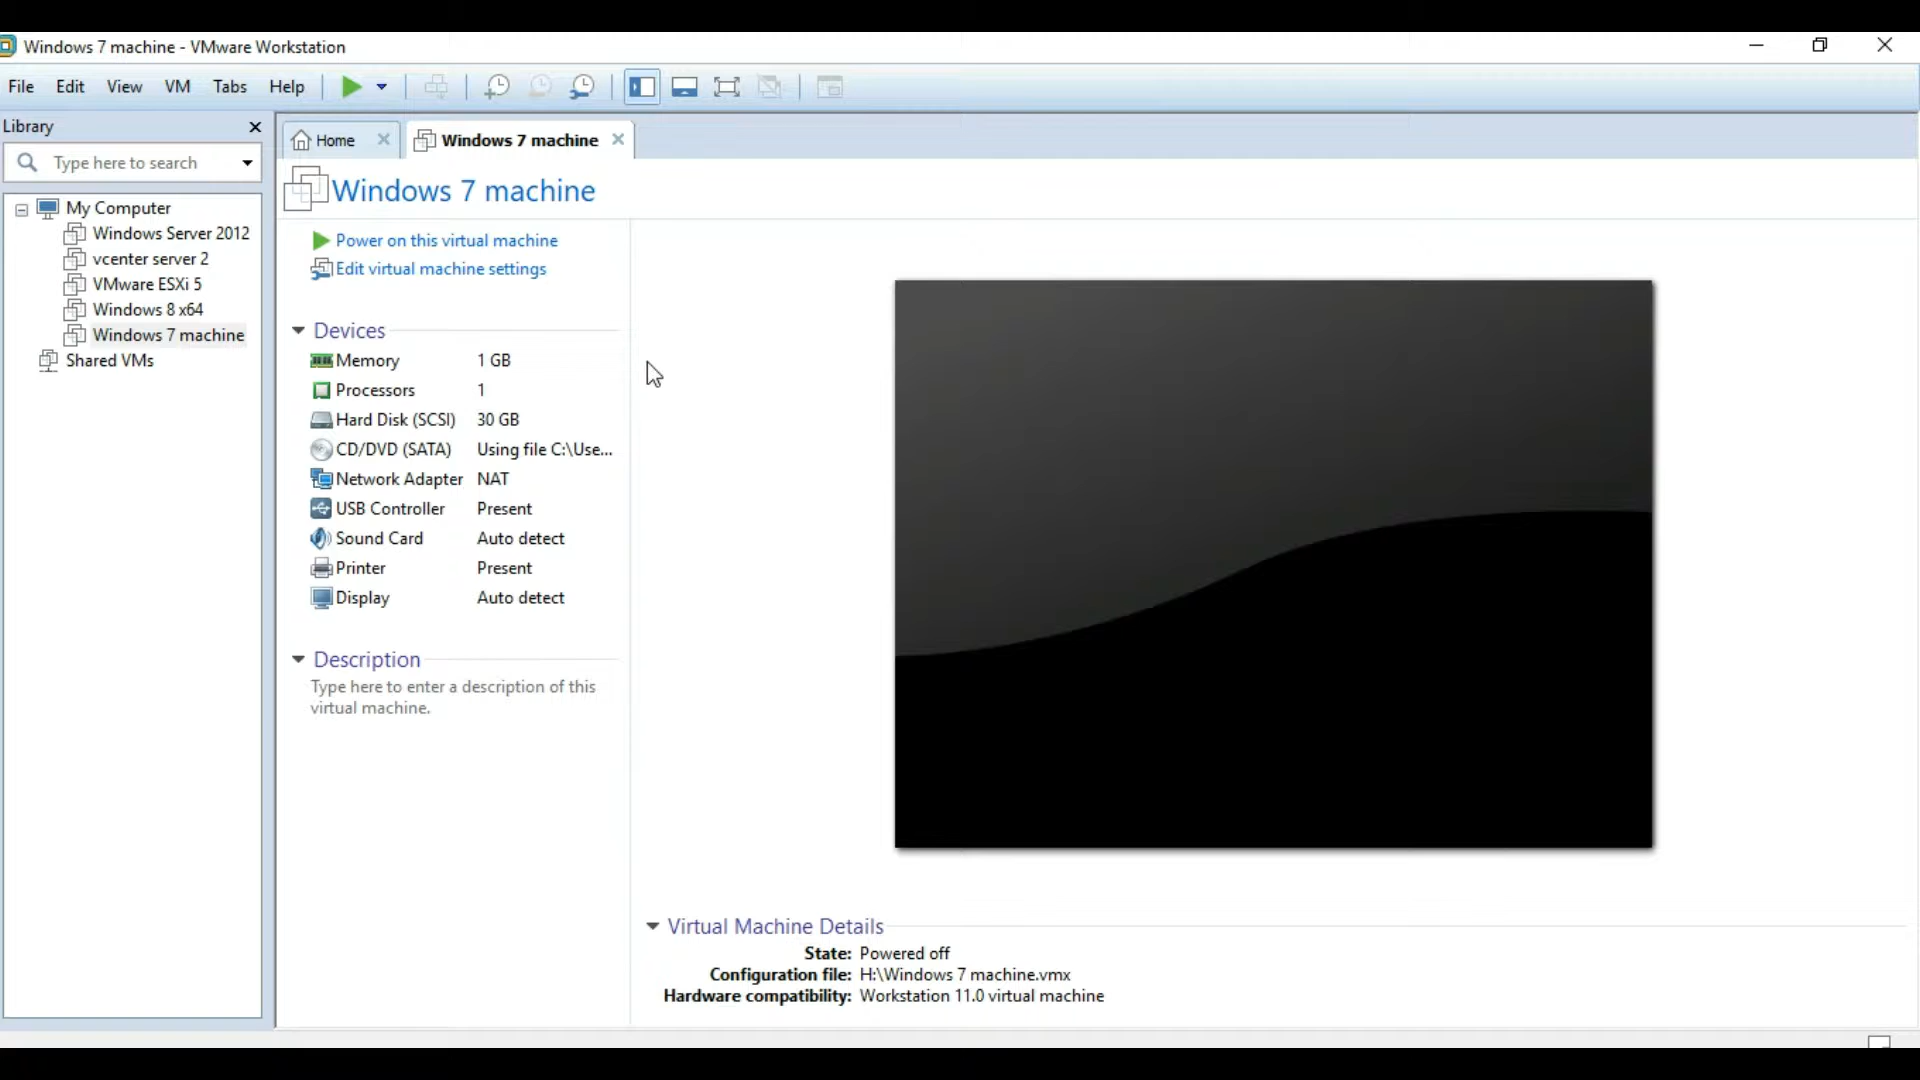 Windows 7 machine - VMware Workstation
File Edit View VM Tabs Help
Library
Type here to search
My Computer
Windows Server 2012
vcenter server 2
VMware ESXi 5
Windows 8 x64
Windows 7 machine
Shared VMs
Home
Windows 7 machine
Windows 7 machine
Power on this virtual machine
Edit virtual machine settings
Devices
Memory 1 GB
Processors 1
Hard Disk (SCSI) 30 GB
CD/DVD (SATA) Using file C:\Use...
Network Adapter NAT
USB Controller Present
Sound Card Auto detect
Printer Present
Display Auto detect
Description
Type here to enter a description of this
virtual machine.
Virtual Machine Details
State: Powered off
Configuration file: H:\Windows 7 machine.vmx
Hardware compatibility: Workstation 11.0 virtual machine